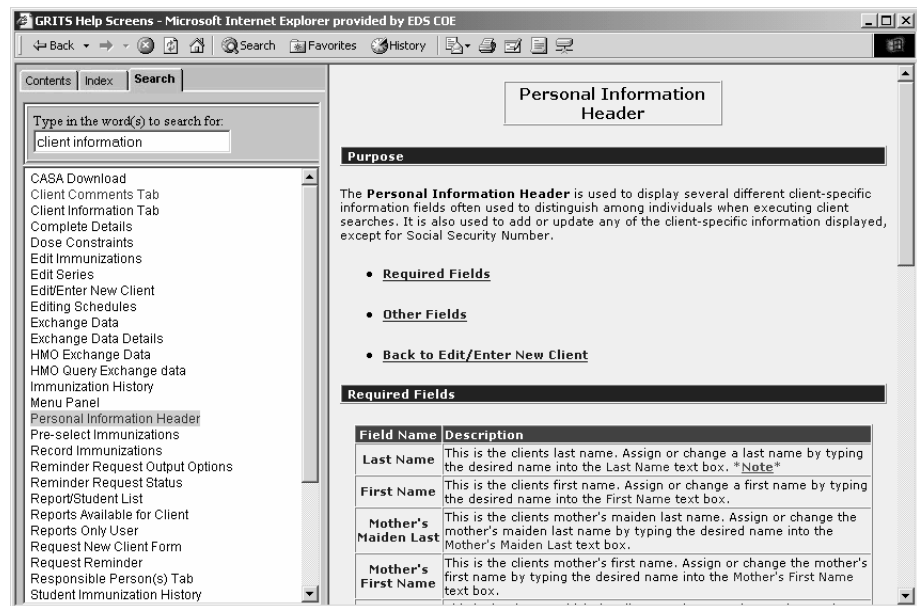 GRITS Help Screens - Microsoft Internet Explorer provided by EDS COE
Back Search Favorites History
Contents Index Search
Type in the word(s) to search for:
client information
CASA Download
Client Comments Tab
Client Information Tab
Complete Details
Dose Constraints
Edit Immunizations
Edit Series
Edit/Enter New Client
Editing Schedules
Exchange Data
Exchange Data Details
HMO Exchange Data
HMO Query Exchange data
Immunization History
Menu Panel
Personal Information Header
Pre-select Immunizations
Record Immunizations
Reminder Request Output Options
Reminder Request Status
Report/Student List
Reports Available for Client
Reports Only User
Request New Client Form
Request Reminder
Responsible Person(s) Tab
Student Immunization History
Personal Information
Header
Purpose
The Personal Information Header is used to display several different client-specific
information fields often used to distinguish among individuals when executing client
searches. It is also used to add or update any of the client-specific information displayed,
except for Social Security Number.
• Required Fields
• Other Fields
• Back to Edit/Enter New Client
Required Fields
Field Name Description
Last Name This is the clients last name. Assign or change a last name by typing
the desired name into the Last Name text box. *Note*
First Name This is the clients first name. Assign or change a first name by typing
the desired name into the First Name text box.
Mother's
Maiden Last
This is the clients mother's maiden last name. Assign or change the
mother's maiden last name by typing the desired name into the
Mother's Maiden Last text box.
Mother's
First Name
This is the clients mother's first name. Assign or change the mother's
first name by typing the desired name into the Mother's First Name
text box.